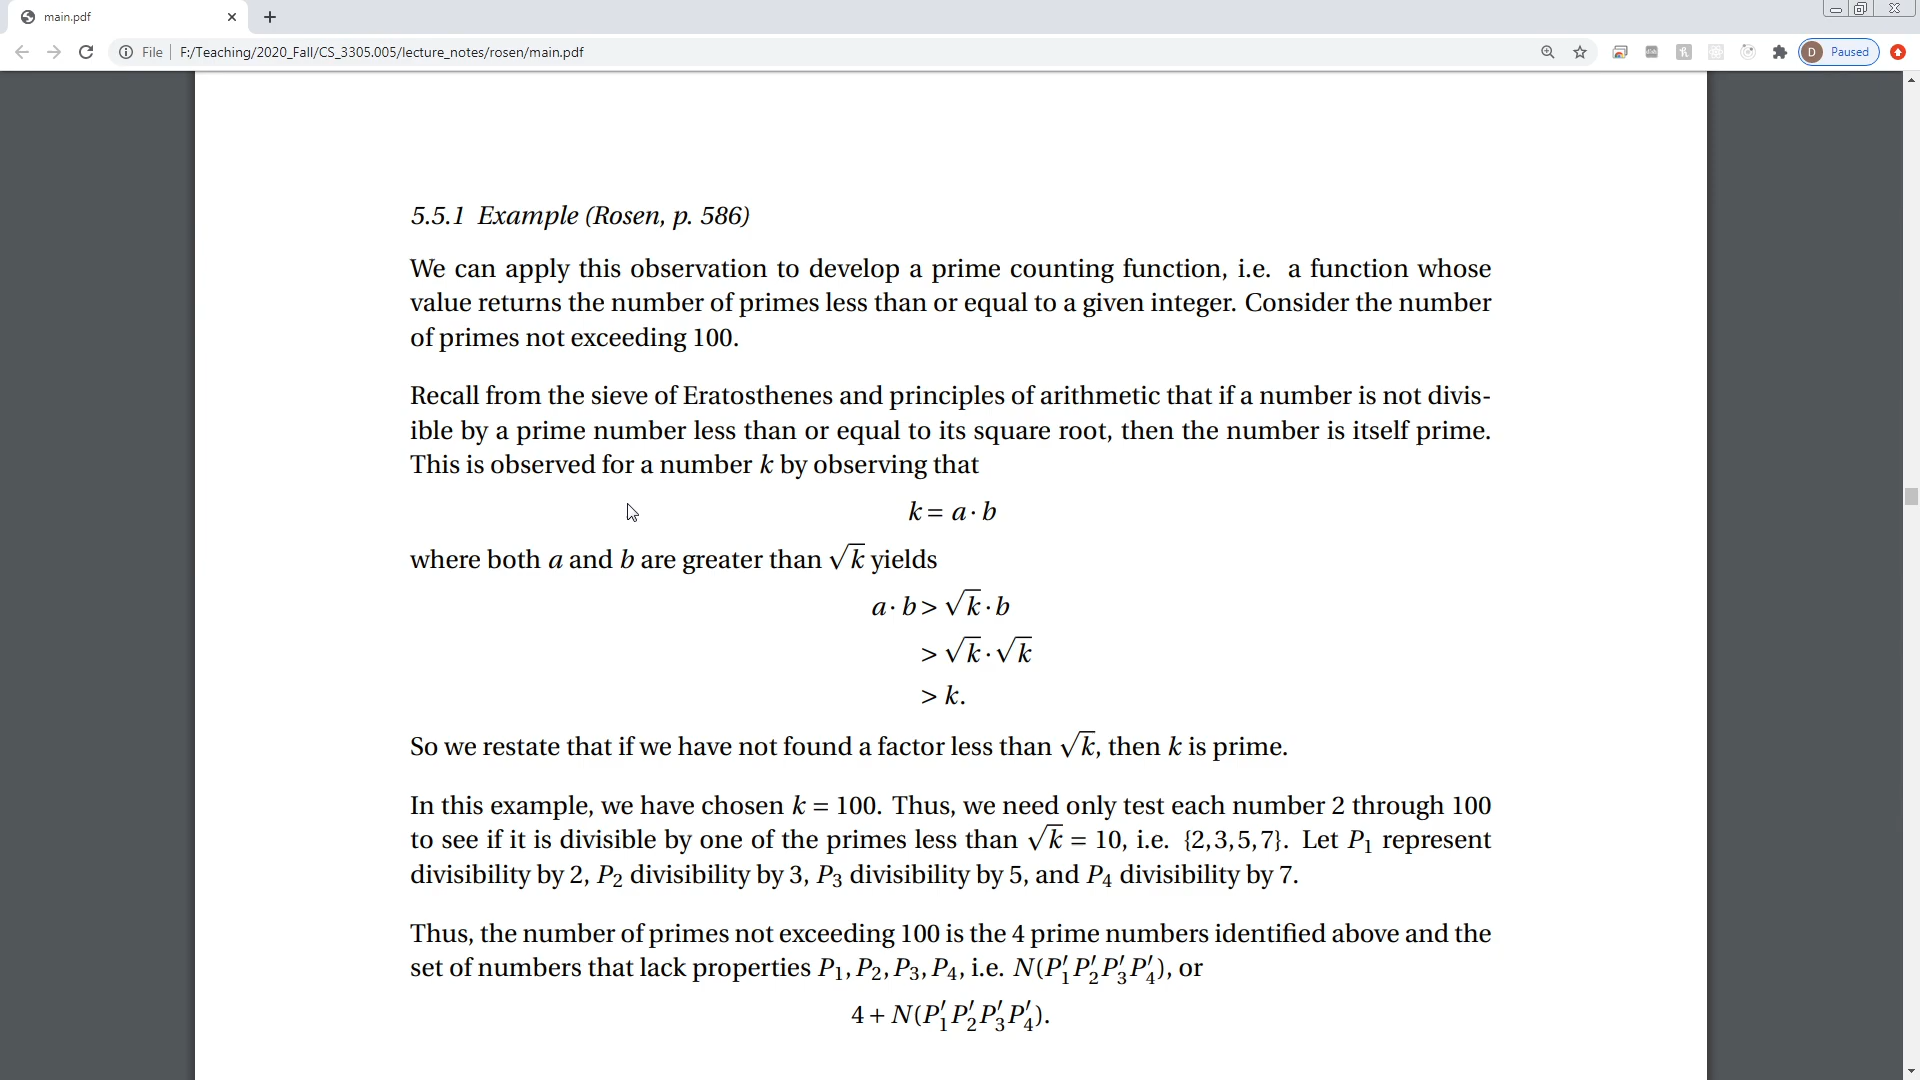 main.pdf
File
F:/Teaching/2020_Fall/CS_3305.005/lecture_notes/rosen/main.pdf
D Paused
5.5.1 Example (Rosen, p. 586)
We can apply this observation to develop a prime counting function, i.e. a function whose
value returns the number of primes less than or equal to a given integer. Consider the number
of primes not exceeding 100.
Recall from the sieve of Eratosthenes and principles of arithmetic that if a number is not divis-
ible by a prime number less than or equal to its square root, then the number is itself prime.
This is observed for a number k by observing that
k = a · b
where both a and b are greater than √k yields
a · b > √k · b
> √k · √k
> k.
So we restate that if we have not found a factor less than √k, then k is prime.
In this example, we have chosen k = 100. Thus, we need only test each number 2 through 100
to see if it is divisible by one of the primes less than √k = 10, i.e. {2,3,5,7}. Let P₁ represent
divisibility by 2, P₂ divisibility by 3, P₃ divisibility by 5, and P₄ divisibility by 7.
Thus, the number of primes not exceeding 100 is the 4 prime numbers identified above and the
set of numbers that lack properties P₁, P₂, P₃, P₄, i.e. N(P₁′P₂′P₃′P₄′), or
4 + N(P₁′P₂′P₃′P₄′).